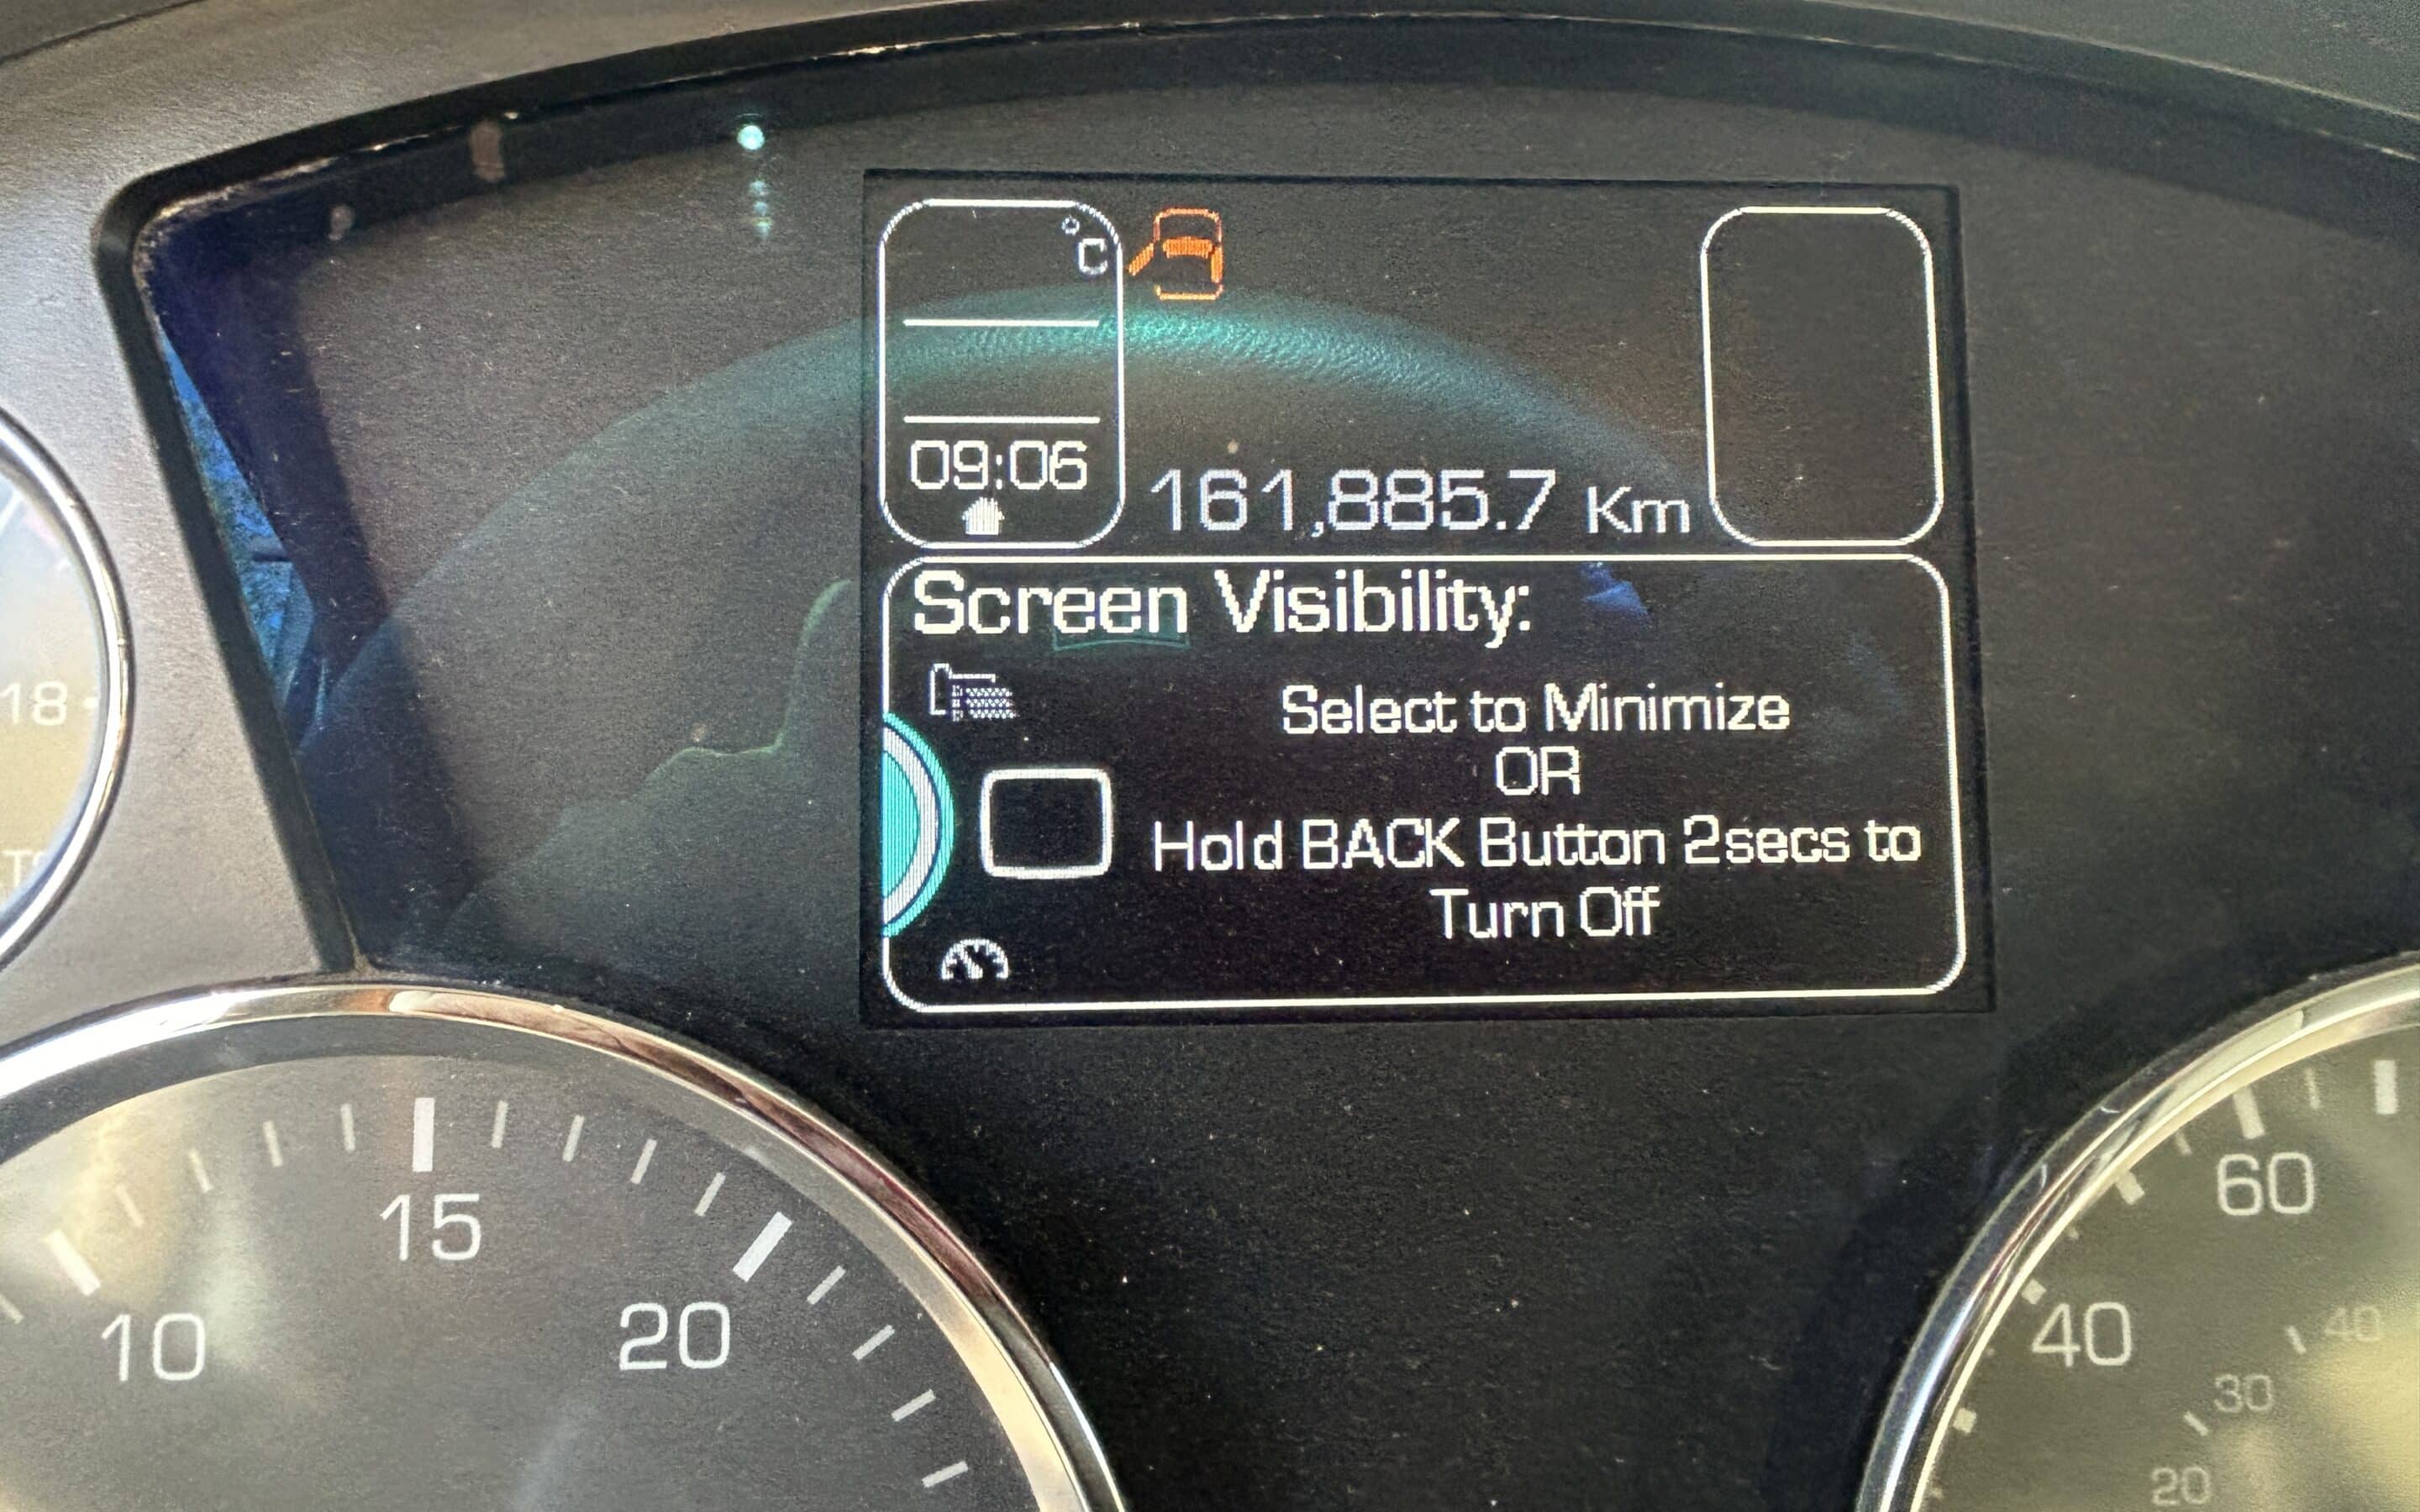 °C
09:06
161,885.7 Km
Screen Visibility:
Select to Minimize
OR
Hold BACK Button 2secs to
Turn Off
18
10
15
20
60
40
40
30
20